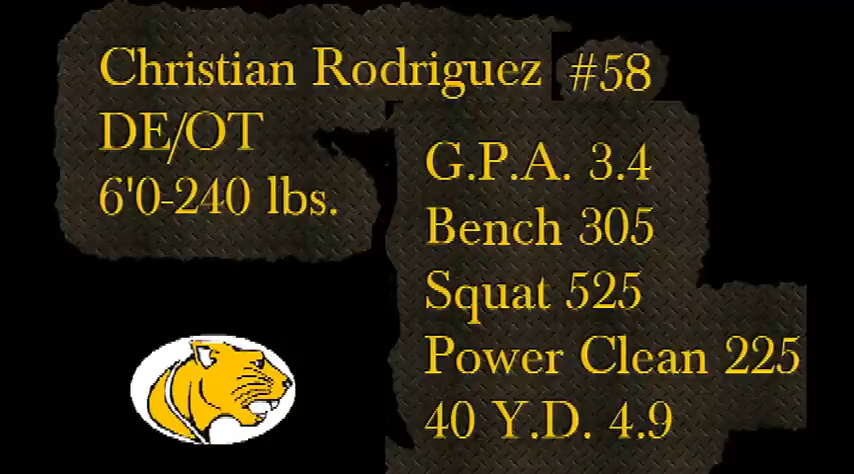 Christian Rodriguez #58
DE/OT
6'0-240 lbs.
G.P.A. 3.4
Bench 305
Squat 525
Power Clean 225
40 Y.D. 4.9